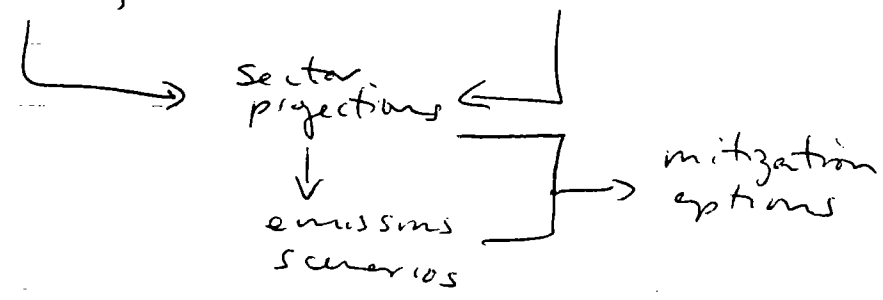 sector
projections
mitigation
options
emissions
scenarios